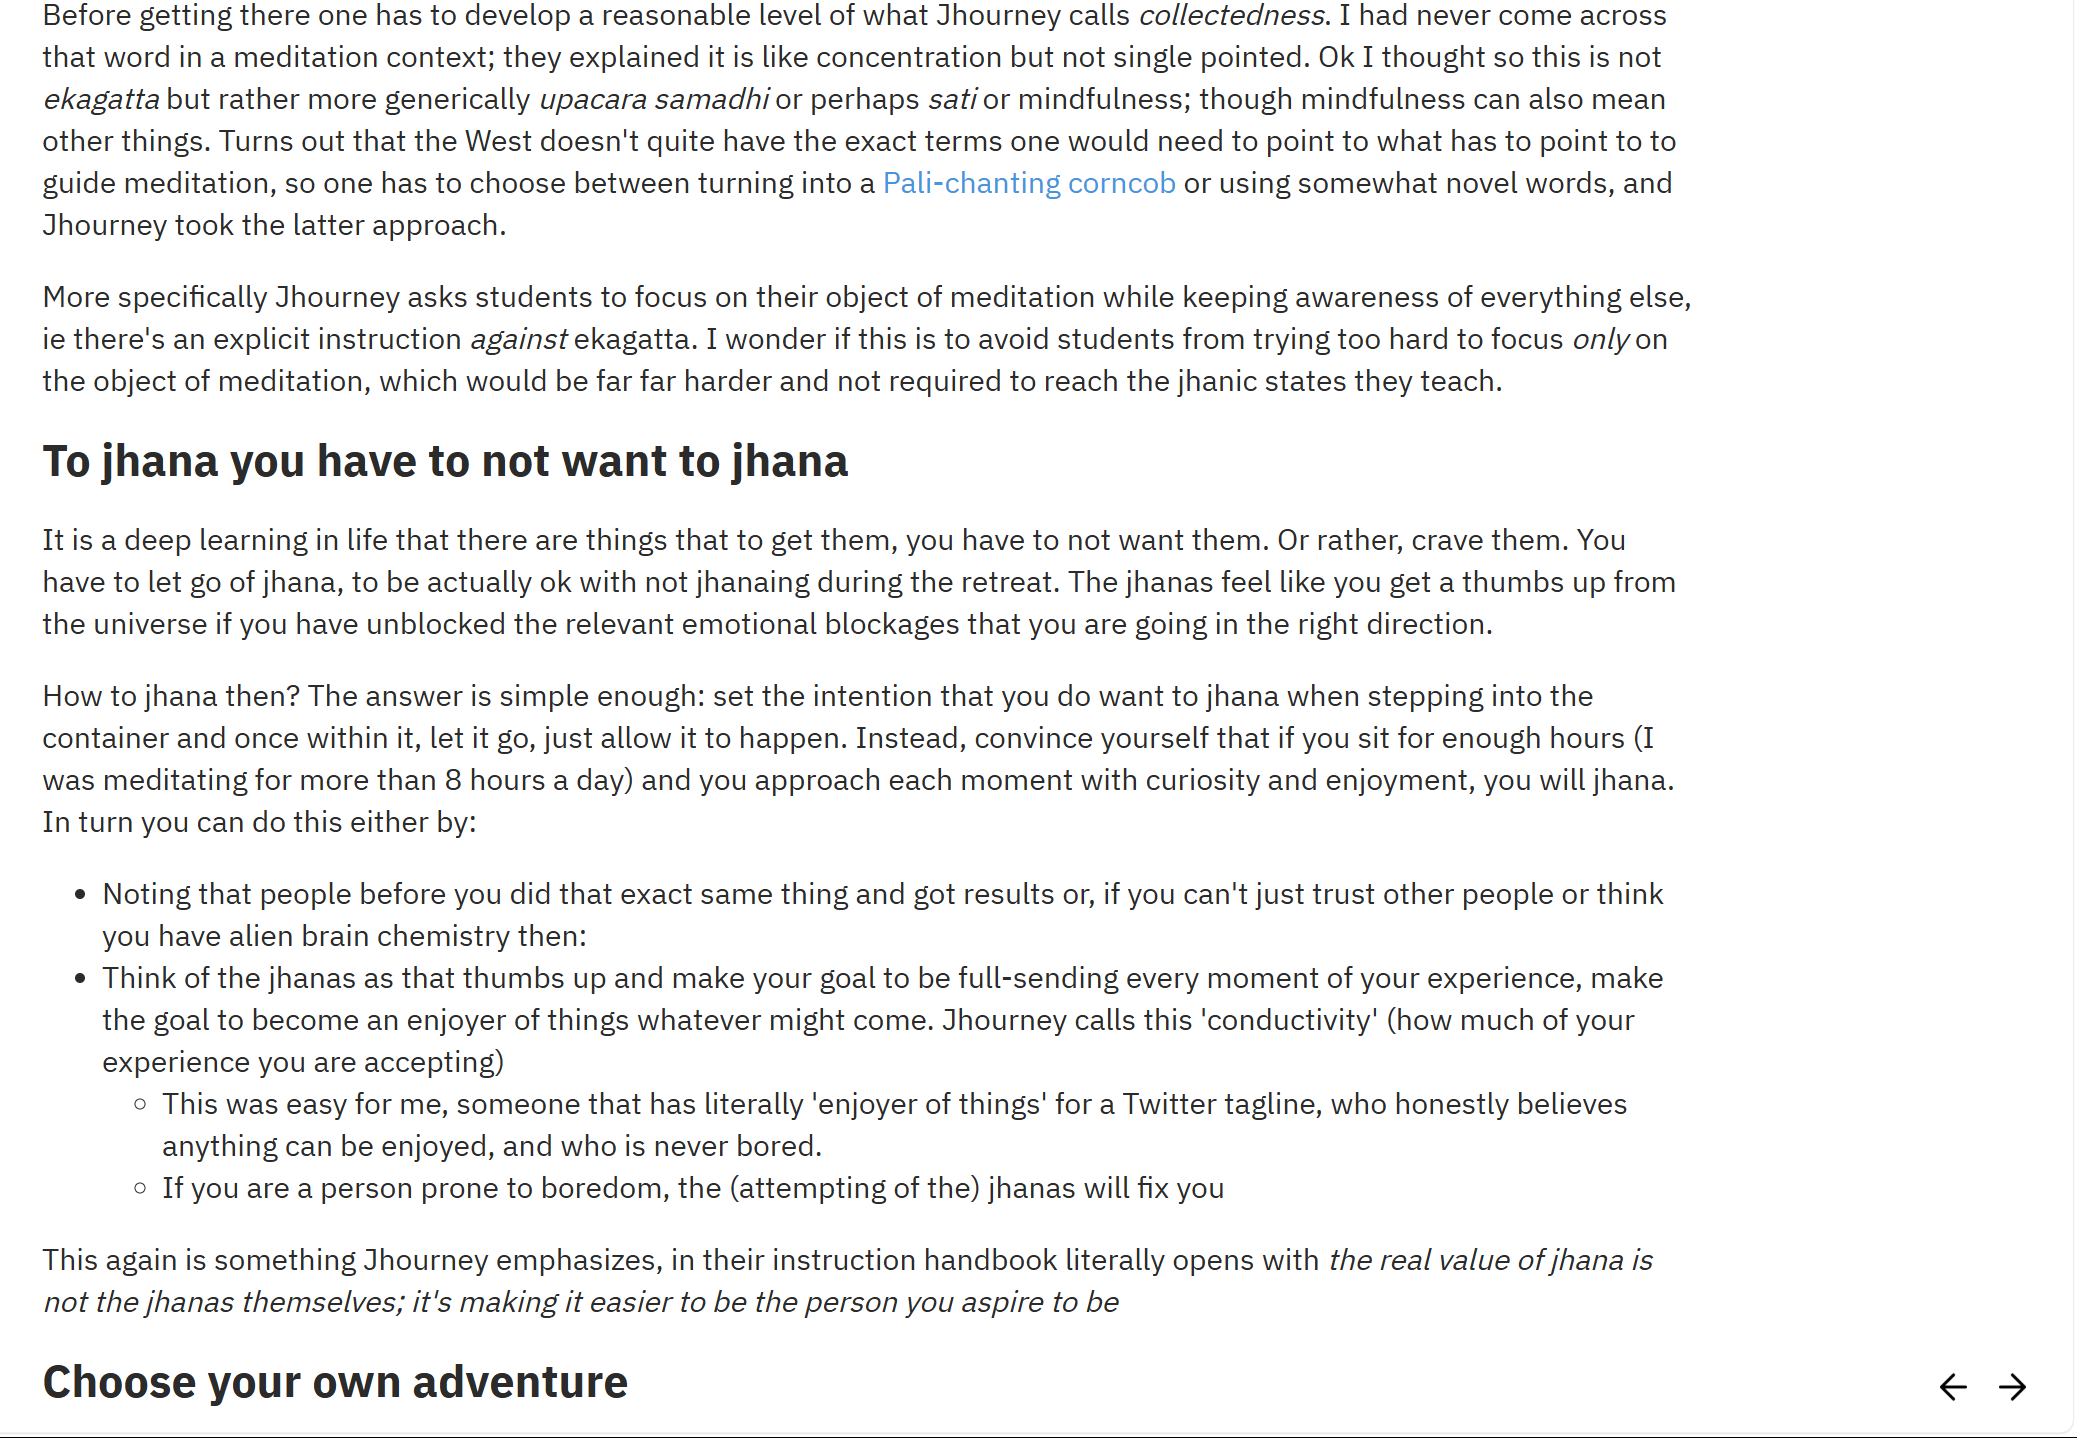 Before getting there one has to develop a reasonable level of what Jhourney calls collectedness. I had never come across
that word in a meditation context; they explained it is like concentration but not single pointed. Ok I thought so this is not
ekagatta but rather more generically upacara samadhi or perhaps sati or mindfulness; though mindfulness can also mean
other things. Turns out that the West doesn't quite have the exact terms one would need to point to what has to point to to
guide meditation, so one has to choose between turning into a Pali-chanting corncob or using somewhat novel words, and
Jhourney took the latter approach.
More specifically Jhourney asks students to focus on their object of meditation while keeping awareness of everything else,
ie there's an explicit instruction against ekagatta. I wonder if this is to avoid students from trying too hard to focus only on
the object of meditation, which would be far far harder and not required to reach the jhanic states they teach.
To jhana you have to not want to jhana
It is a deep learning in life that there are things that to get them, you have to not want them. Or rather, crave them. You
have to let go of jhana, to be actually ok with not jhanaing during the retreat. The jhanas feel like you get a thumbs up from
the universe if you have unblocked the relevant emotional blockages that you are going in the right direction.
How to jhana then? The answer is simple enough: set the intention that you do want to jhana when stepping into the
container and once within it, let it go, just allow it to happen. Instead, convince yourself that if you sit for enough hours (I
was meditating for more than 8 hours a day) and you approach each moment with curiosity and enjoyment, you will jhana.
In turn you can do this either by:
• Noting that people before you did that exact same thing and got results or, if you can't just trust other people or think
you have alien brain chemistry then:
• Think of the jhanas as that thumbs up and make your goal to be full-sending every moment of your experience, make
the goal to become an enjoyer of things whatever might come. Jhourney calls this 'conductivity' (how much of your
experience you are accepting)
◦ This was easy for me, someone that has literally 'enjoyer of things' for a Twitter tagline, who honestly believes
anything can be enjoyed, and who is never bored.
◦ If you are a person prone to boredom, the (attempting of the) jhanas will fix you
This again is something Jhourney emphasizes, in their instruction handbook literally opens with the real value of jhana is
not the jhanas themselves; it's making it easier to be the person you aspire to be
Choose your own adventure